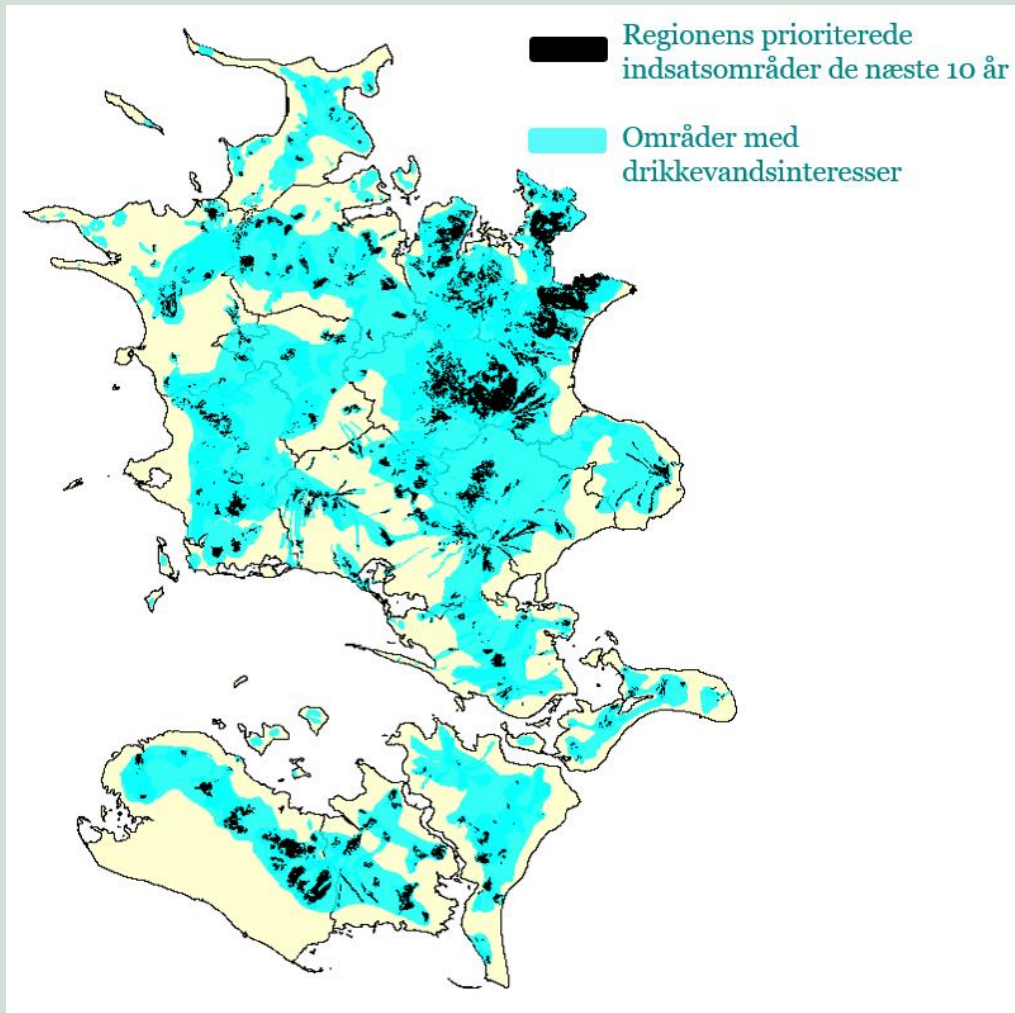 Regionens prioriterede
indsatsområder de næste 10 år
Områder med
drikkevandsinteresser